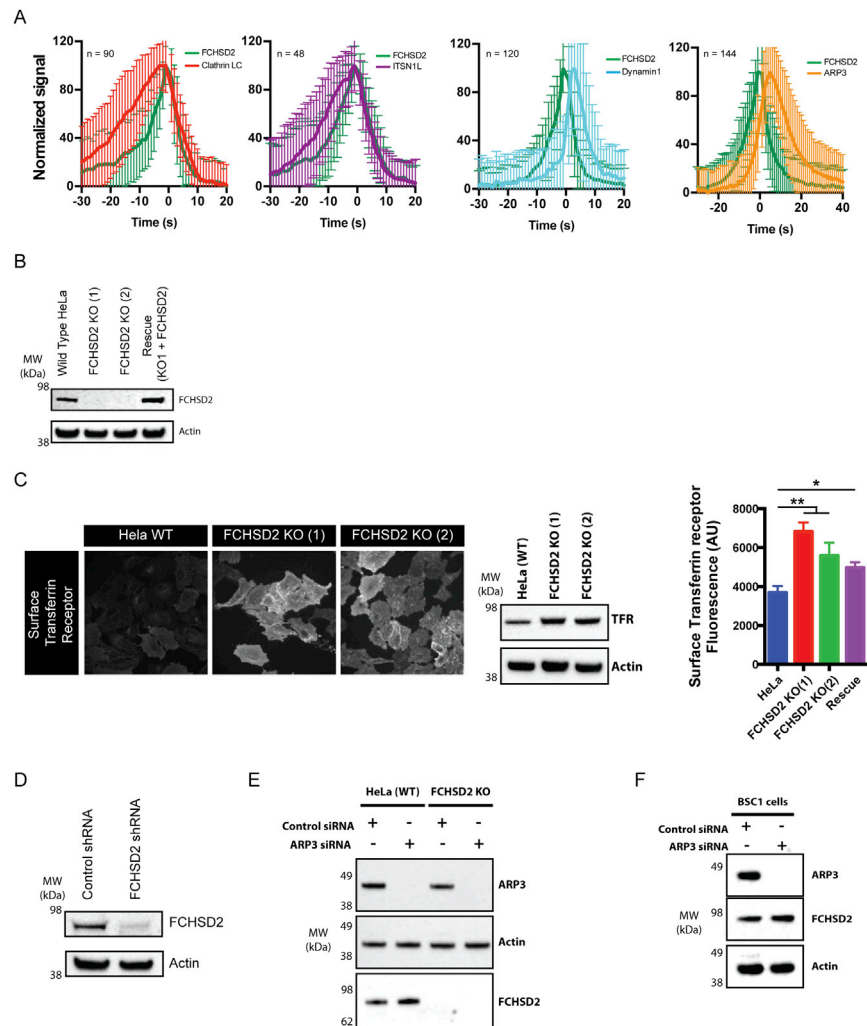 A
Normalized signal
120
80
40
0
n = 90
FCHSD2
Clathrin LC
-30
-20
-10
0
10
20
Time (s)
120
80
40
0
n = 48
FCHSD2
ITSN1L
-30
-20
-10
0
10
20
Time (s)
120
80
40
0
n = 120
FCHSD2
Dynamin1
-30
-20
-10
0
10
20
Time (s)
120
80
40
0
n = 144
FCHSD2
ARP3
-20
0
20
40
Time (s)
B
Wild Type HeLa
FCHSD2 KO (1)
FCHSD2 KO (2)
Rescue
(KO1 + FCHSD2)
MW
(kDa)
98
FCHSD2
Actin
38
C
Hela WT
FCHSD2 KO (1)
FCHSD2 KO (2)
Surface
Transferrin
Receptor
HeLa (WT)
FCHSD2 KO (1)
FCHSD2 KO (2)
MW
(kDa)
98
TFR
Actin
38
Surface Transferrin receptor
Fluorescence (AU)
8000
6000
4000
2000
0
*
**
HeLa
FCHSD2 KO(1)
FCHSD2 KO(2)
Rescue
D
Control shRNA
FCHSD2 shRNA
MW
(kDa)
98
FCHSD2
Actin
38
E
HeLa (WT)
FCHSD2 KO
Control siRNA + - + -
ARP3 siRNA - + - +
49
ARP3
38
MW
(kDa)
49
Actin
38
98
FCHSD2
62
F
BSC1 cells
Control siRNA + -
ARP3 siRNA - +
49
ARP3
38
MW
(kDa)
98
FCHSD2
49
Actin
38